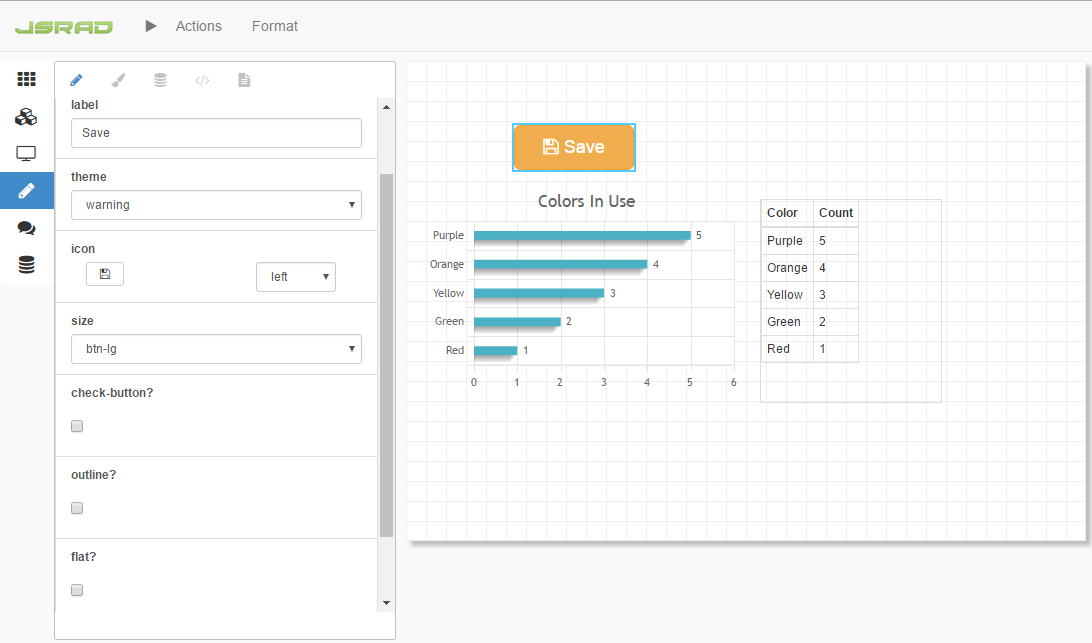 JSRAD Actions Format
label
Save
theme
warning
icon
left
size
btn-lg
check-button?
outline?
flat?
Save
Colors In Use
Purple 5
Orange 4
Yellow 3
Green 2
Red 1
0 1 2 3 4 5 6
Color Count
Purple 5
Orange 4
Yellow 3
Green 2
Red 1